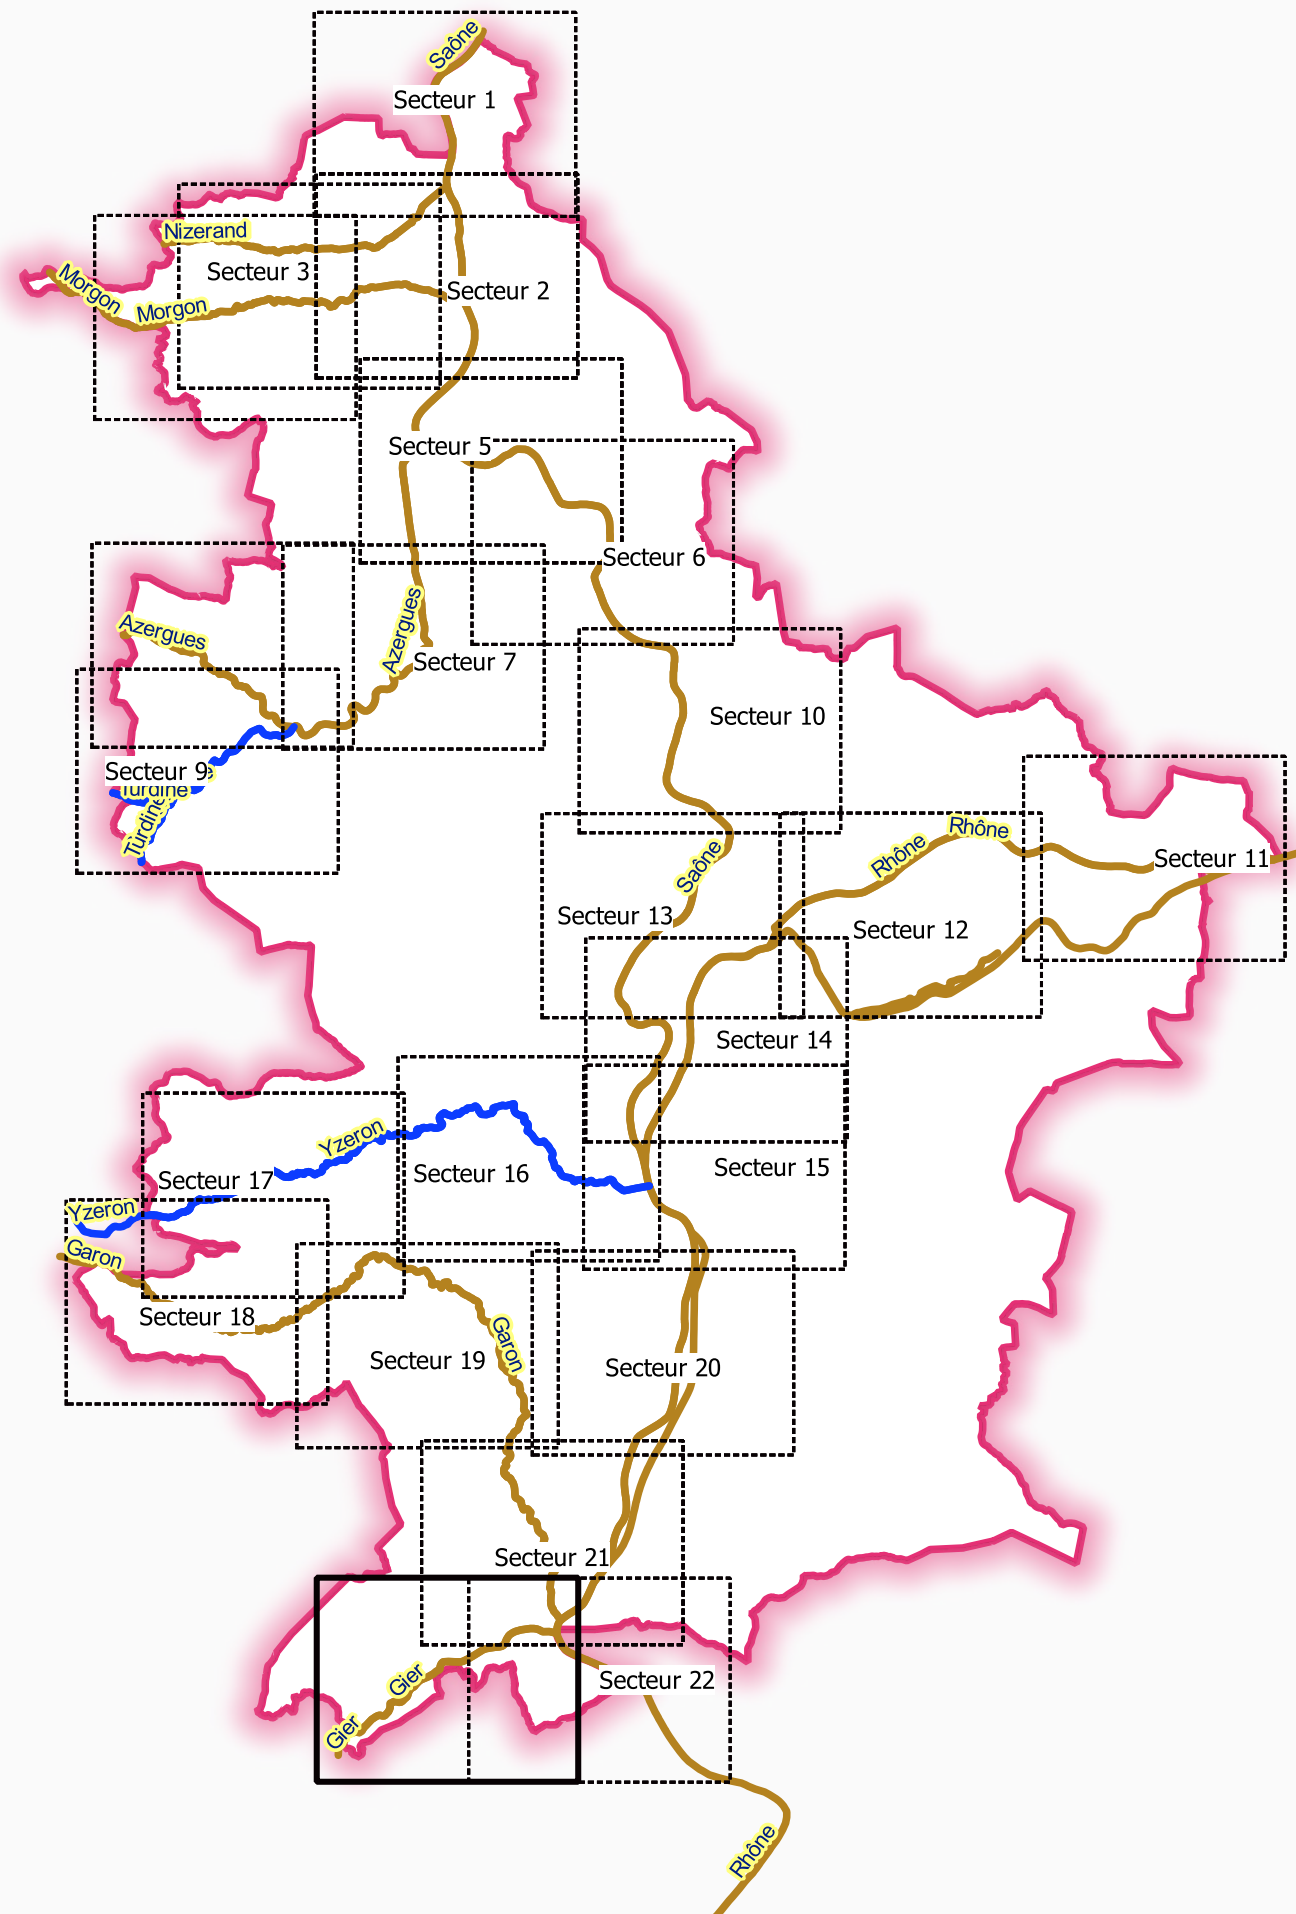 Saône
Secteur 1
Nizerand
Secteur 3
Morgon
Morgon
Secteur 2
Secteur 5
Secteur 6
Azergues
Azergues
Secteur 7
Secteur 10
Secteur 9
Turdine
Turdine
Rhône
Rhône
Secteur 11
Saône
Secteur 13
Secteur 12
Secteur 14
Yzeron
Secteur 16
Secteur 15
Secteur 17
Yzeron
Garon
Secteur 18
Garon
Secteur 19
Secteur 20
Secteur 21
Gier
Secteur 22
Gier
Rhône